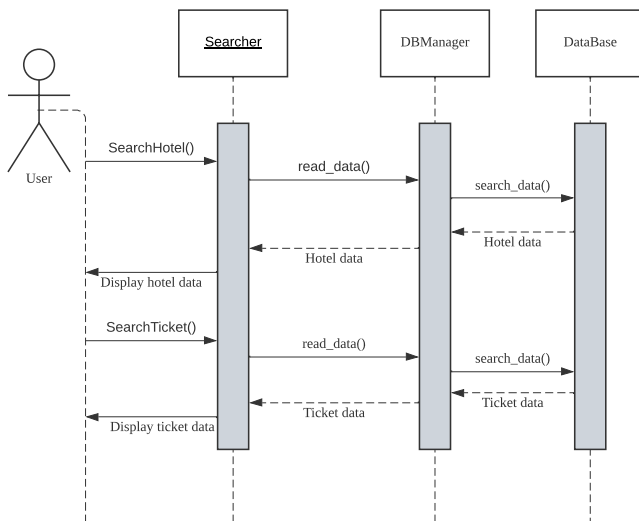 Searcher
DBManager
DataBase
User
SearchHotel()
read_data()
search_data()
Hotel data
Hotel data
Display hotel data
SearchTicket()
read_data()
search_data()
Ticket data
Ticket data
Display ticket data